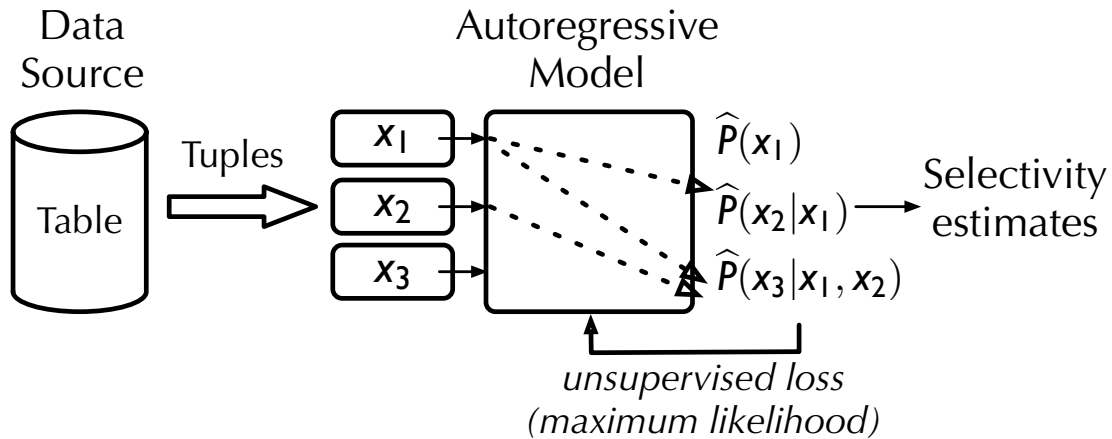 Data
Source
Table
Tuples
x₁
x₂
x₃
Autoregressive
Model
P̂(x₁)
P̂(x₂|x₁)
P̂(x₃|x₁, x₂)
Selectivity
estimates
unsupervised loss
(maximum likelihood)